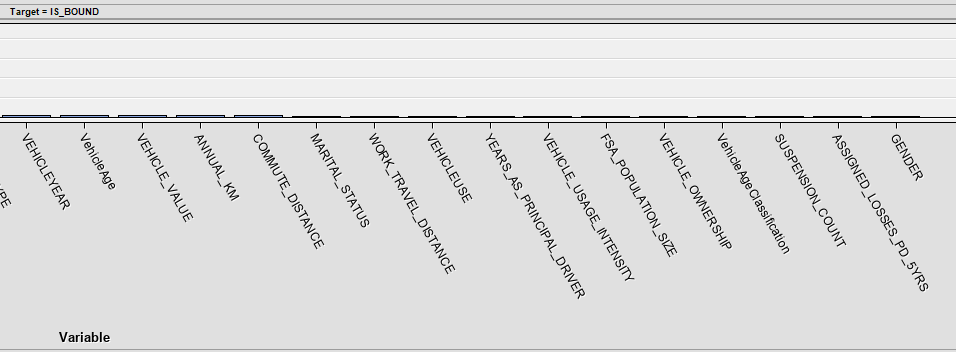 Target = IS_BOUND
VEHICLEYEAR
VehicleAge
VEHICLE_VALUE
ANNUAL_KM
COMMUTE_DISTANCE
MARITAL_STATUS
WORK_TRAVEL_DISTANCE
VEHICLEUSE
YEARS_AS_PRINCIPAL_DRIVER
VEHICLE_USAGE_INTENSITY
FSA_POPULATION_SIZE
VEHICLE_OWNERSHIP
VehicleAgeClassification
SUSPENSION_COUNT
ASSIGNED_LOSSES_PD_5YRS
GENDER
Variable